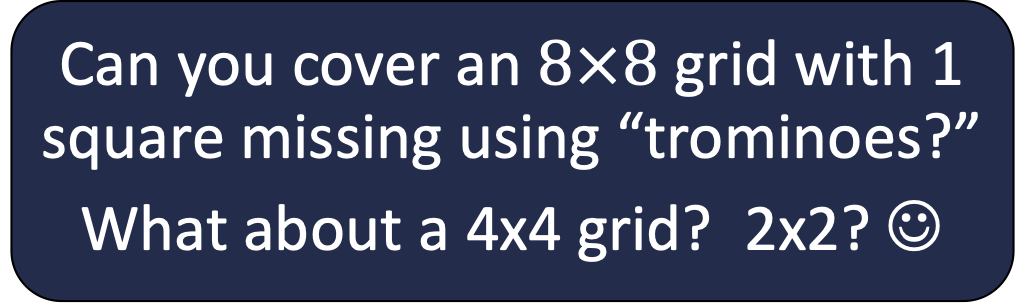 Can you cover an 8×8 grid with 1
square missing using “trominoes?”
What about a 4x4 grid?  2x2? ☺